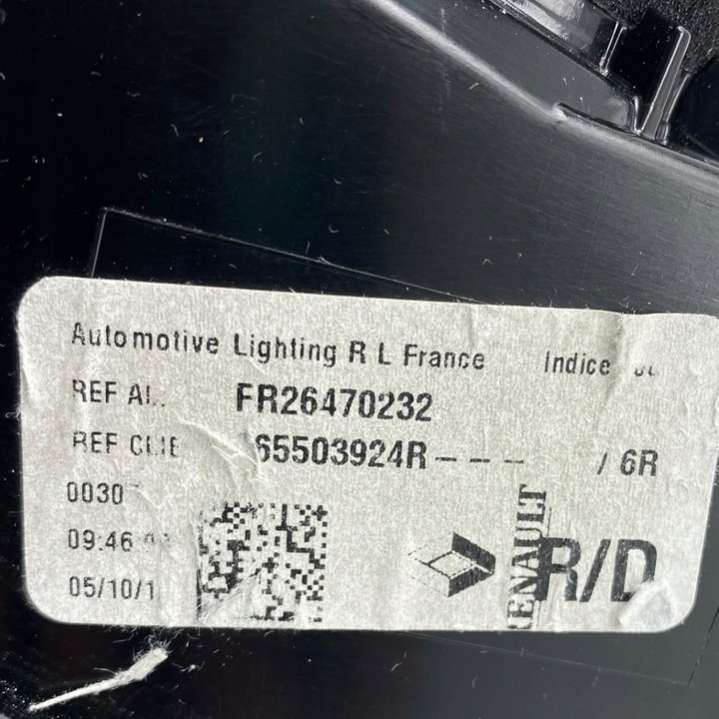 Automotive Lighting R L France Indice
REF AL. FR26470232
REF CLIE 65503924R--- / 6R
0030
09:46
05/10/1
RENAULT
R/D